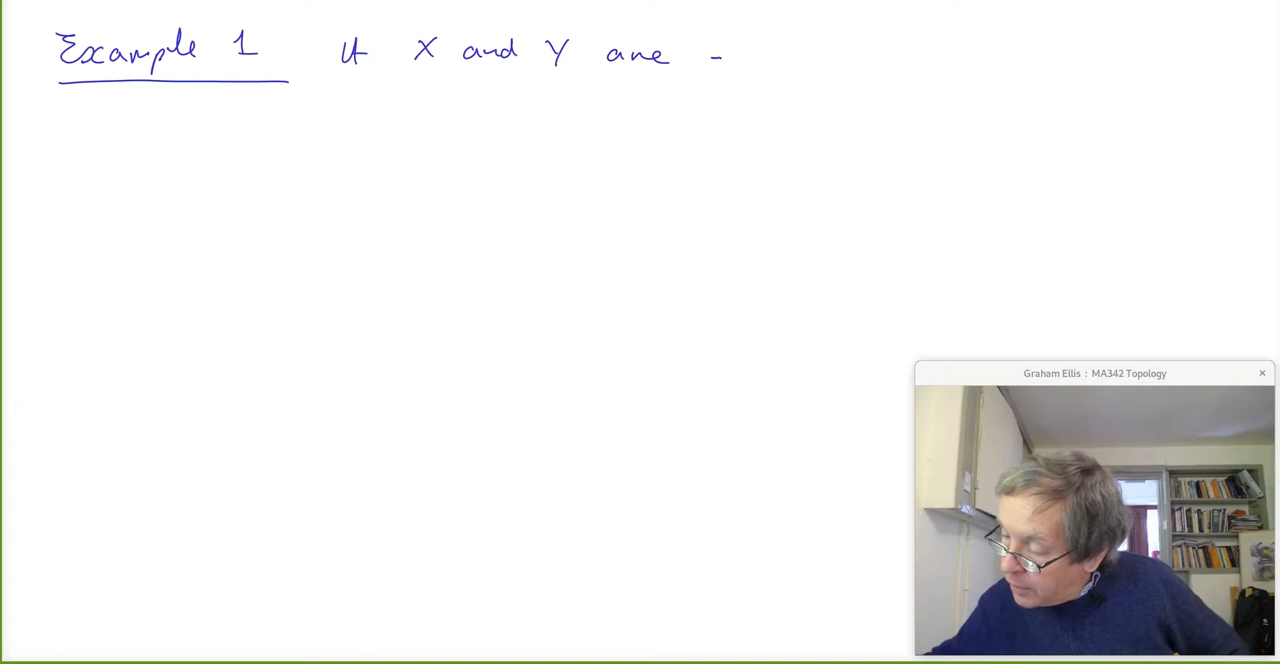 Example 1 If X and Y are -
Graham Ellis : MA342 Topology ×